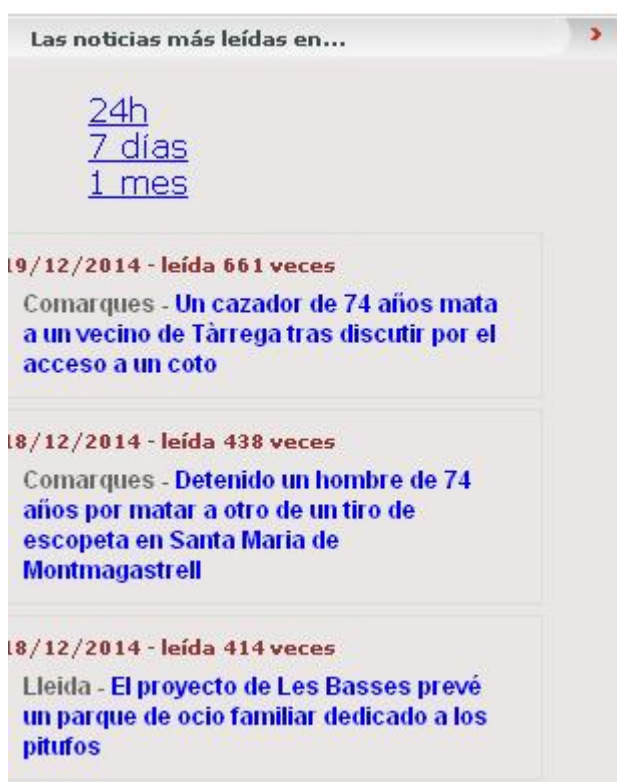 Las noticias más leídas en...
24h
7 días
1 mes
19/12/2014 - leída 661 veces
Comarques - Un cazador de 74 años mata
a un vecino de Tàrrega tras discutir por el
acceso a un coto
18/12/2014 - leída 438 veces
Comarques - Detenido un hombre de 74
años por matar a otro de un tiro de
escopeta en Santa Maria de
Montmagastrell
18/12/2014 - leída 414 veces
Lleida - El proyecto de Les Basses prevé
un parque de ocio familiar dedicado a los
pitufos